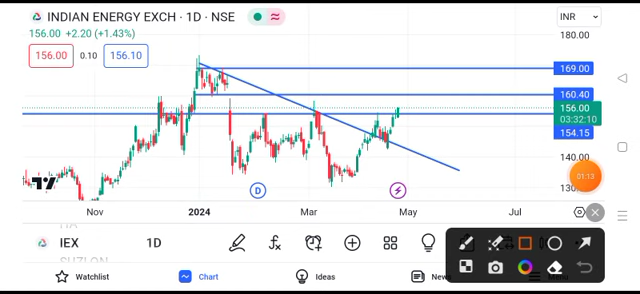 INDIAN ENERGY EXCH · 1D · NSE
INR
156.00 +2.20 (+1.43%)
156.00 0.10 156.10
180.00
169.00
160.40
156.00
03:32:10
154.15
140.00
01:13
D
Nov 2024 Mar May Jul
IEX 1D
Watchlist Chart Ideas News